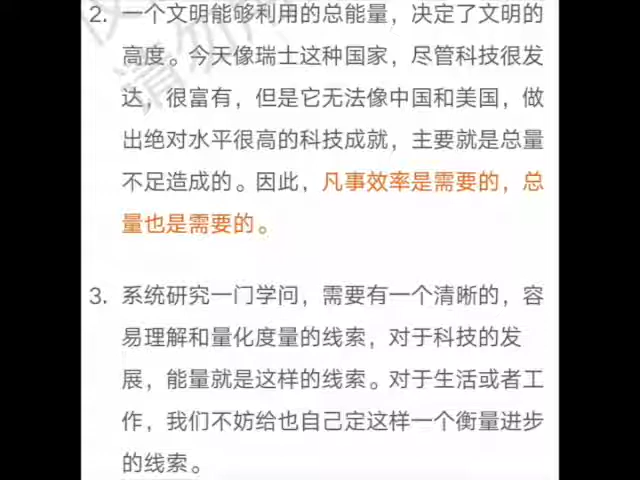 2. 一个文明能够利用的总能量，决定了文明的
高度。今天像瑞士这种国家，尽管科技很发
达，很富有，但是它无法像中国和美国，做
出绝对水平很高的科技成就，主要就是总量
不足造成的。因此，凡事效率是需要的，总
量也是需要的。
3. 系统研究一门学问，需要有一个清晰的，容
易理解和量化度量的线索，对于科技的发
展，能量就是这样的线索。对于生活或者工
作，我们不妨给也自己定这样一个衡量进步
的线索。